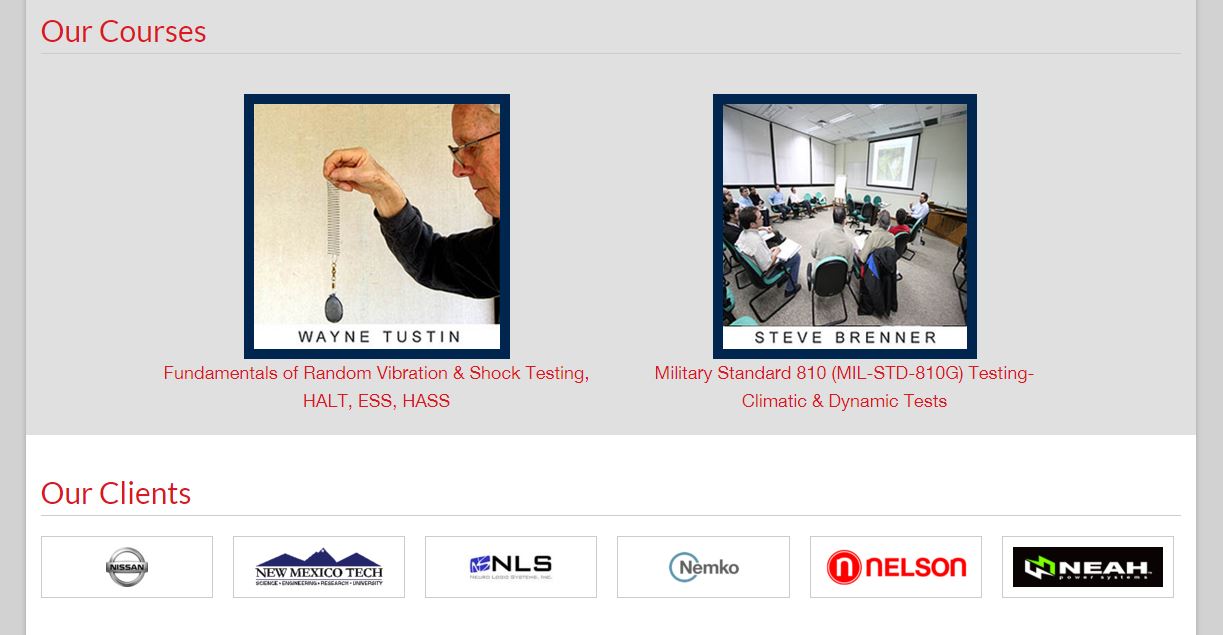 Our Courses
WAYNE TUSTIN
STEVE BRENNER
Fundamentals of Random Vibration & Shock Testing,
HALT, ESS, HASS
Military Standard 810 (MIL-STD-810G) Testing-
Climatic & Dynamic Tests
Our Clients
NISSAN
NEW MEXICO TECH
SCIENCE • ENGINEERING • RESEARCH • UNIVERSITY
NLS
NEURO LOGIC SYSTEMS, INC.
Nemko
n NELSON
NEAH™
power systems